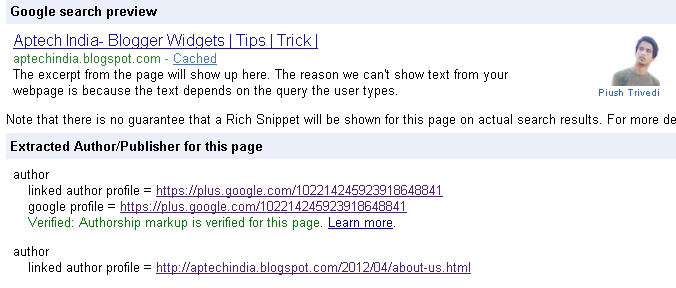 Google search preview
Aptech India- Blogger Widgets | Tips | Trick |
aptechindia.blogspot.com - Cached
The excerpt from the page will show up here. The reason we can't show text from your
webpage is because the text depends on the query the user types.
Piush Trivedi
Note that there is no guarantee that a Rich Snippet will be shown for this page on actual search results. For more de
Extracted Author/Publisher for this page
author
linked author profile = https://plus.google.com/102214245923918648841
google profile = https://plus.google.com/102214245923918648841
Verified: Authorship markup is verified for this page. Learn more.
author
linked author profile = http://aptechindia.blogspot.com/2012/04/about-us.html